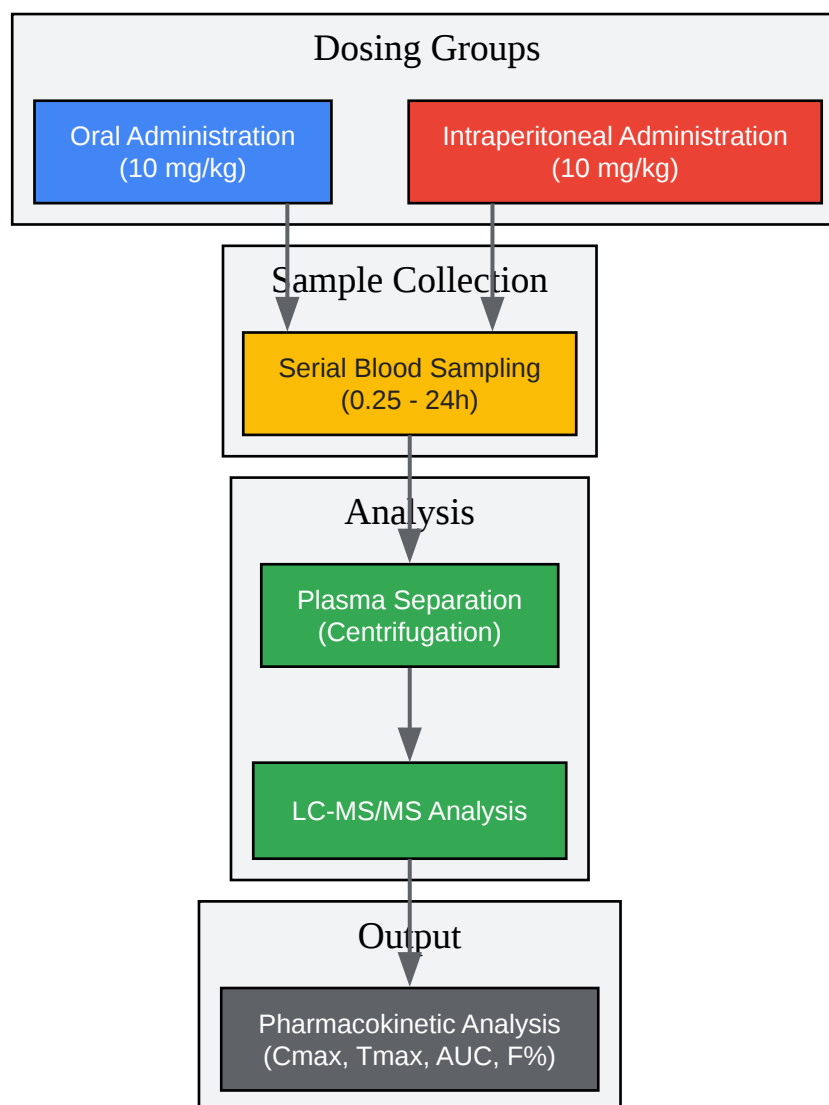 Dosing Groups
Oral Administration
(10 mg/kg)
Intraperitoneal Administration
(10 mg/kg)
Sample Collection
Serial Blood Sampling
(0.25 - 24h)
Analysis
Plasma Separation
(Centrifugation)
LC-MS/MS Analysis
Output
Pharmacokinetic Analysis
(Cmax, Tmax, AUC, F%)